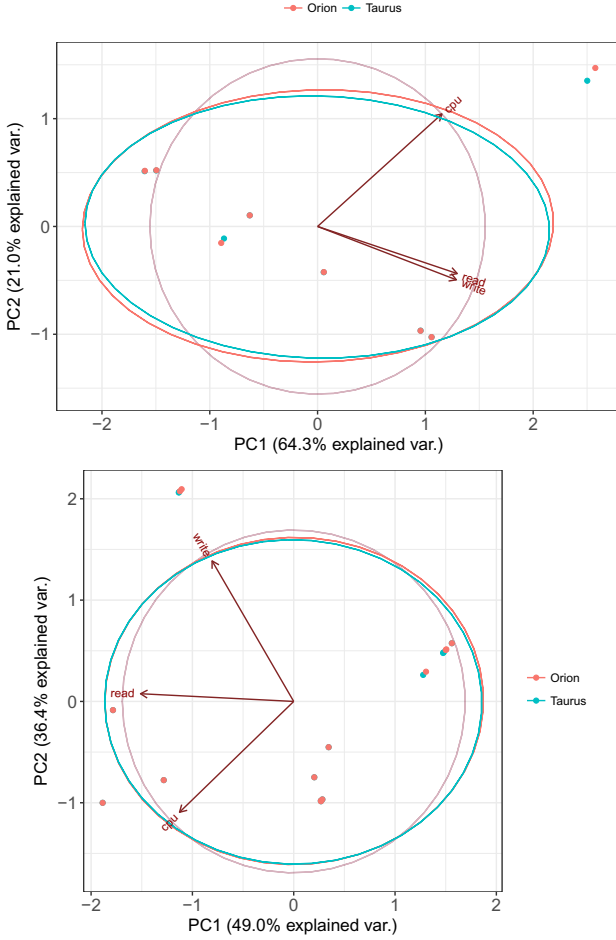 Orion Taurus
cpu
read
write
1
0
−1
−2 −1 0 1 2
PC2 (21.0% explained var.)
PC1 (64.3% explained var.)
2
1
0
−1
−2 −1 0 1 2
write
read
cpu
PC2 (36.4% explained var.)
PC1 (49.0% explained var.)
Orion
Taurus